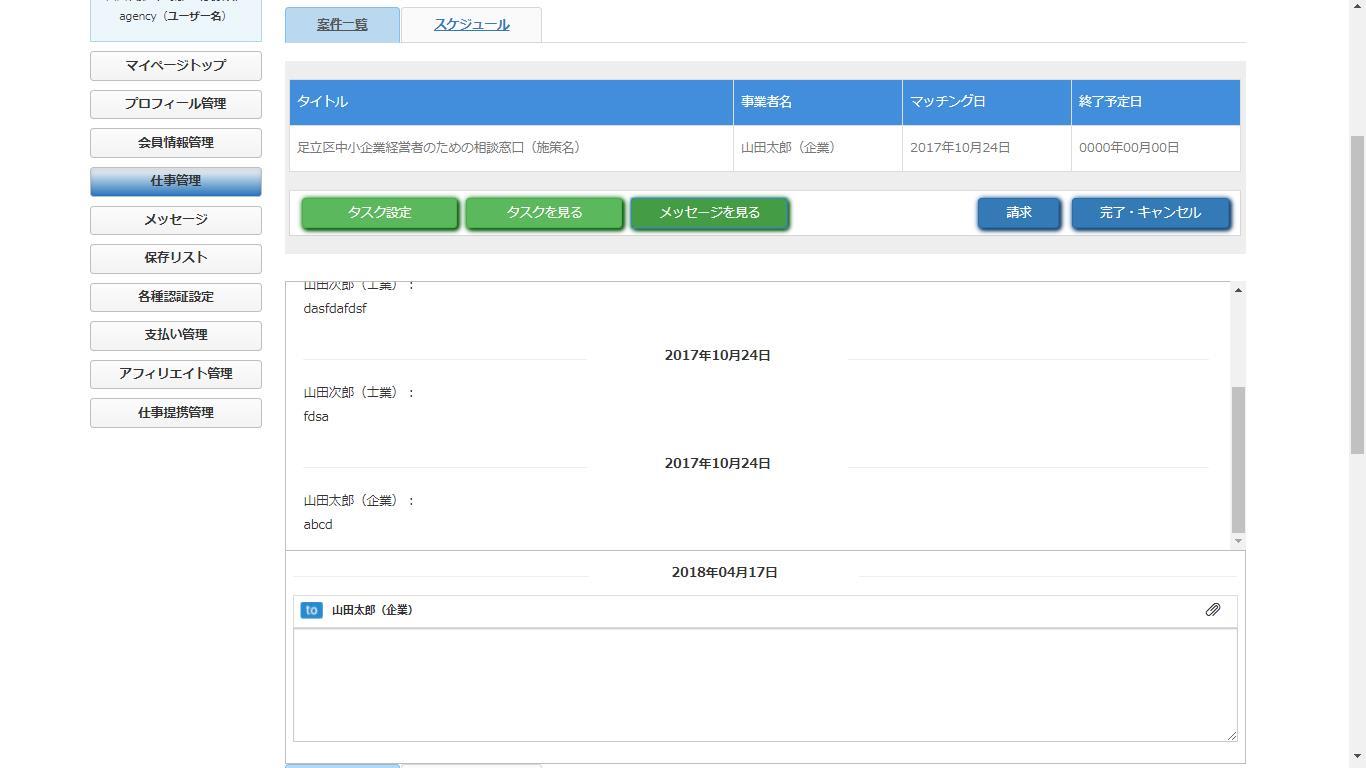 agency（ユーザー名）
マイページトップ
プロフィール管理
会員情報管理
仕事管理
メッセージ
保存リスト
各種認証設定
支払い管理
アフィリエイト管理
仕事提携管理
案件一覧 スケジュール
タイトル 事業者名 マッチング日 終了予定日
足立区中小企業経営者のための相談窓口（施策名） 山田太郎（企業） 2017年10月24日 0000年00月00日
タスク設定 タスクを見る メッセージを見る 請求 完了・キャンセル
山田次郎（士業）：
dasfdafdsf
2017年10月24日
山田次郎（士業）：
fdsa
2017年10月24日
山田太郎（企業）：
abcd
2018年04月17日
to 山田太郎（企業）